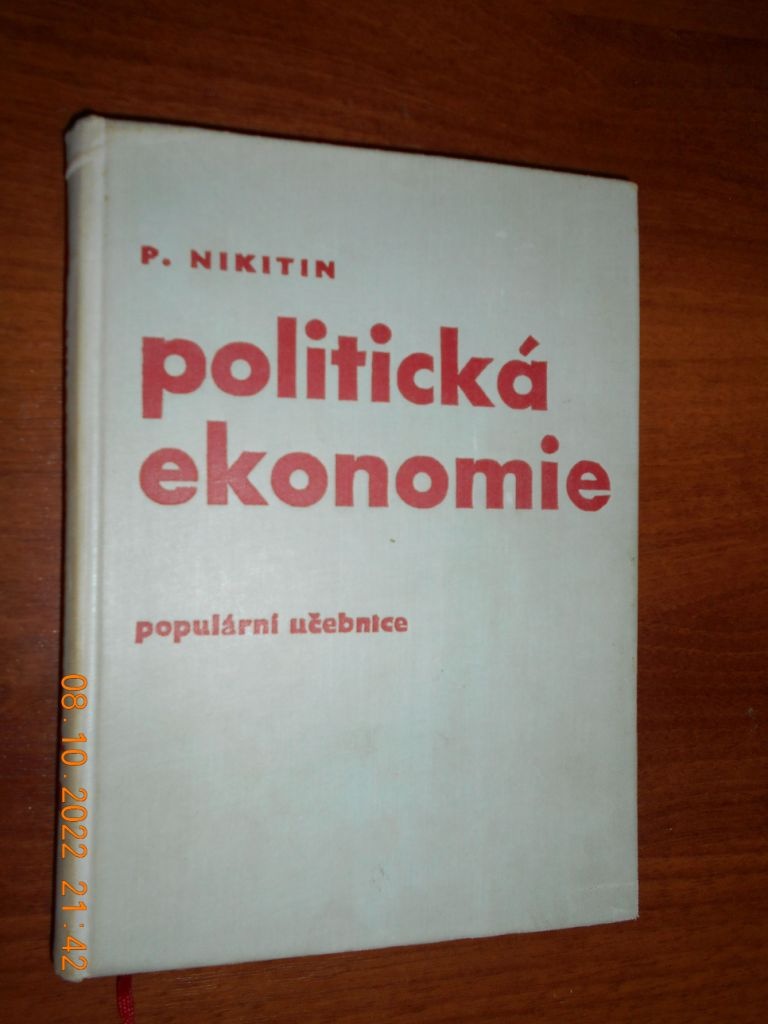 P. NIKITIN
politická
ekonomie
populární učebnice
08.10.2022 21:42